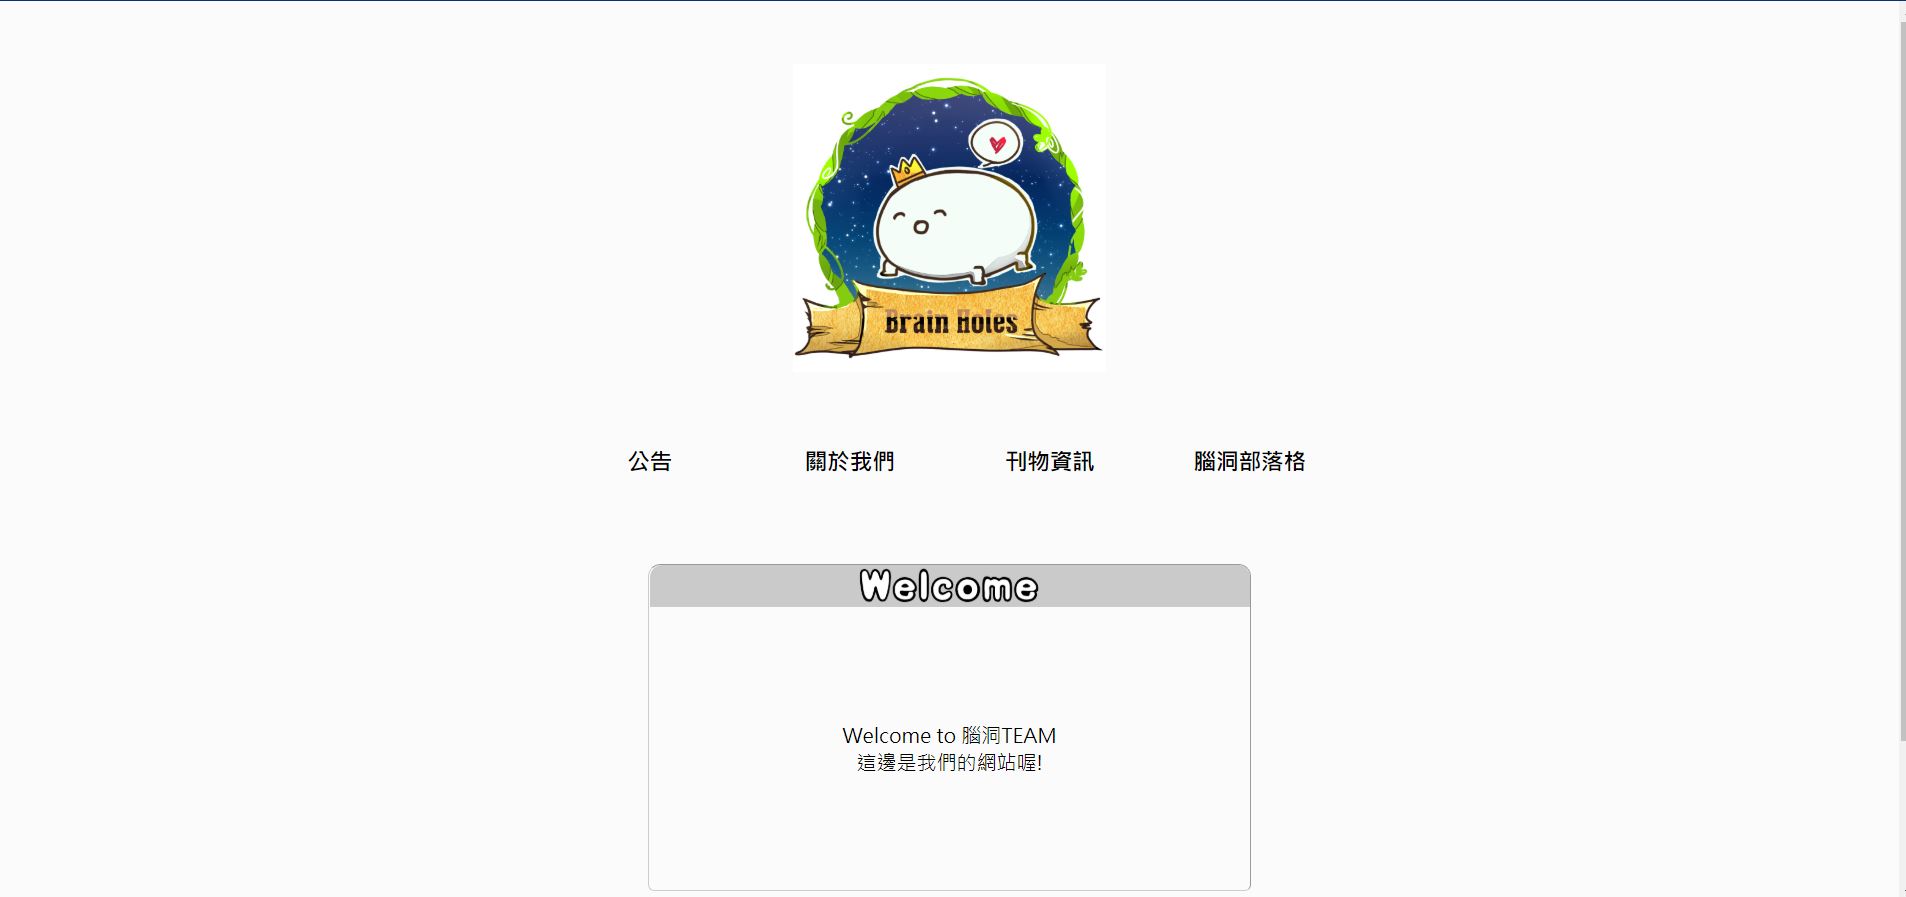 Brain Holes
公告 關於我們 刊物資訊 腦洞部落格
Welcome
Welcome to 腦洞TEAM
這邊是我們的網站喔!